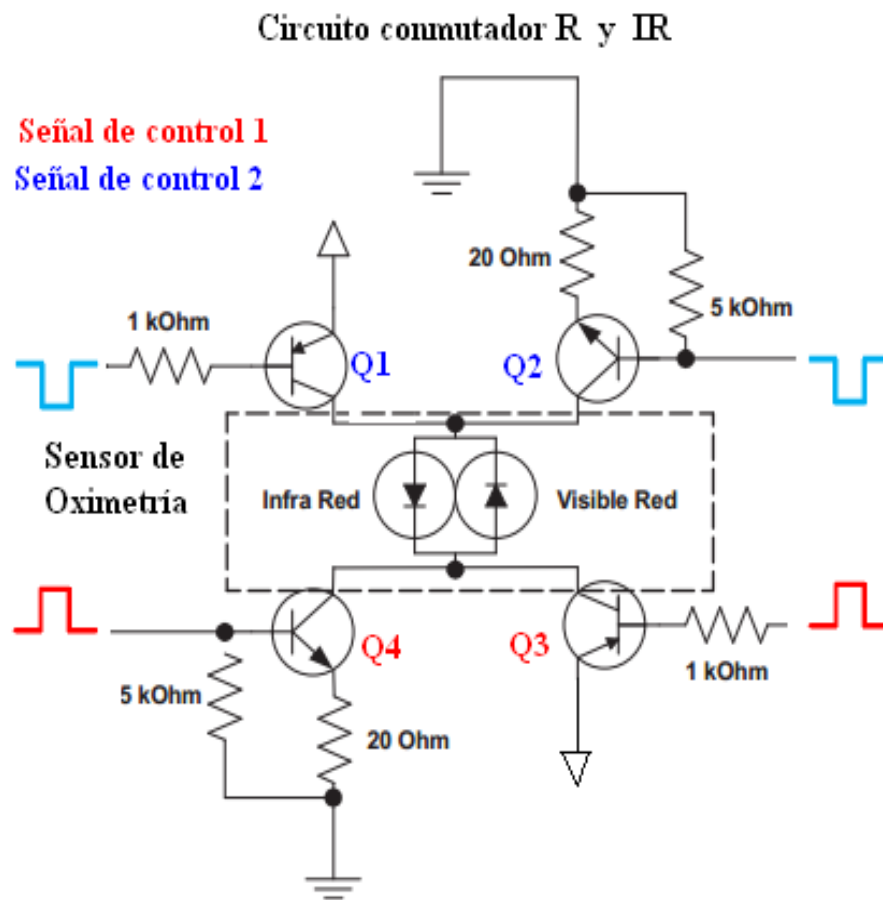 Circuito conmutador R y IR
Señal de control 1
Señal de control 2
20 Ohm
5 kOhm
1 kOhm
Q1
Q2
Sensor de
Oximetría
Infra Red
Visible Red
Q4
Q3
1 kOhm
5 kOhm
20 Ohm